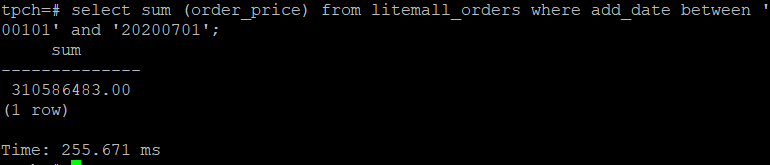 tpch=# select sum (order_price) from litemall_orders where add_date between '
00101' and '20200701';
sum
--------------
310586483.00
(1 row)
Time: 255.671 ms